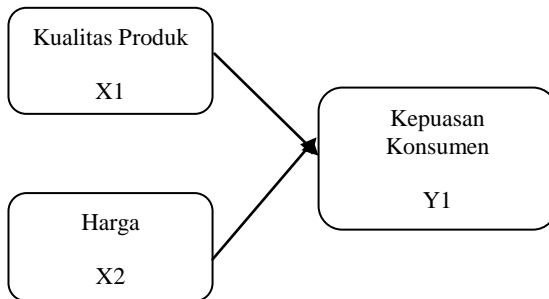 Kualitas Produk
X1
Kepuasan
Konsumen
Y1
Harga
X2